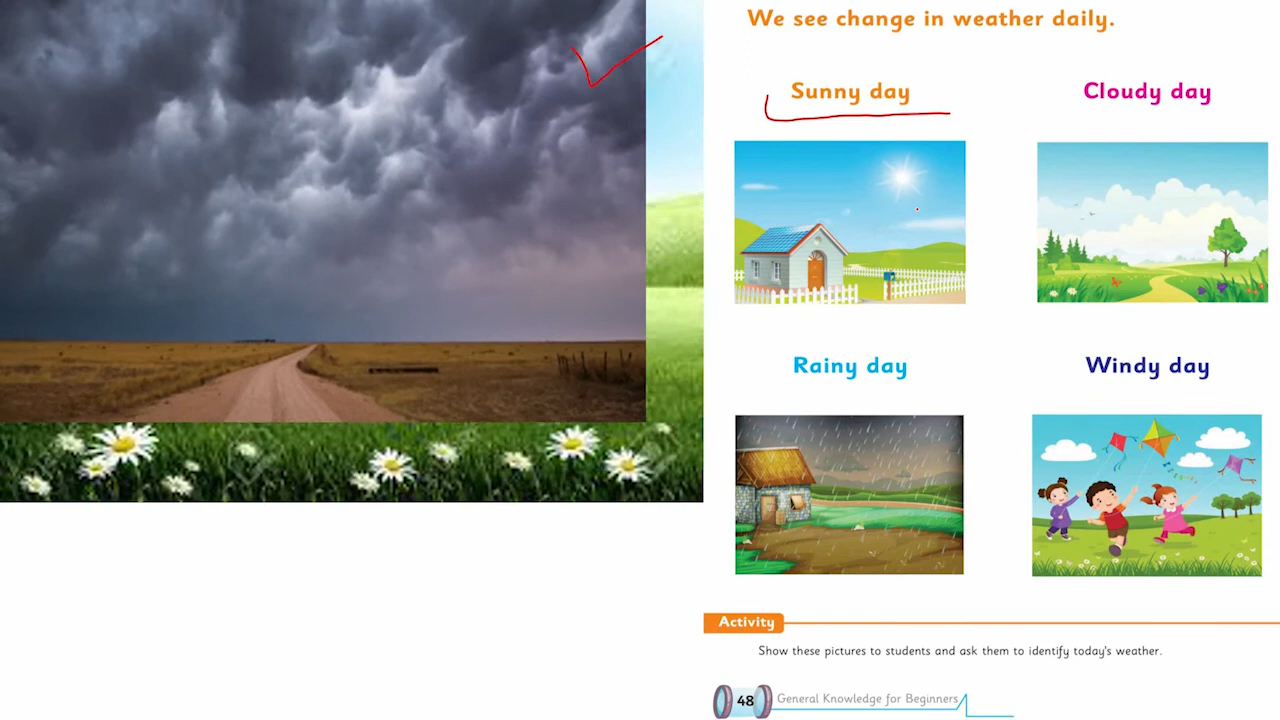 We see change in weather daily.
Sunny day
Cloudy day
Rainy day
Windy day
Activity
Show these pictures to students and ask them to identify today's weather.
48 General Knowledge for Beginners